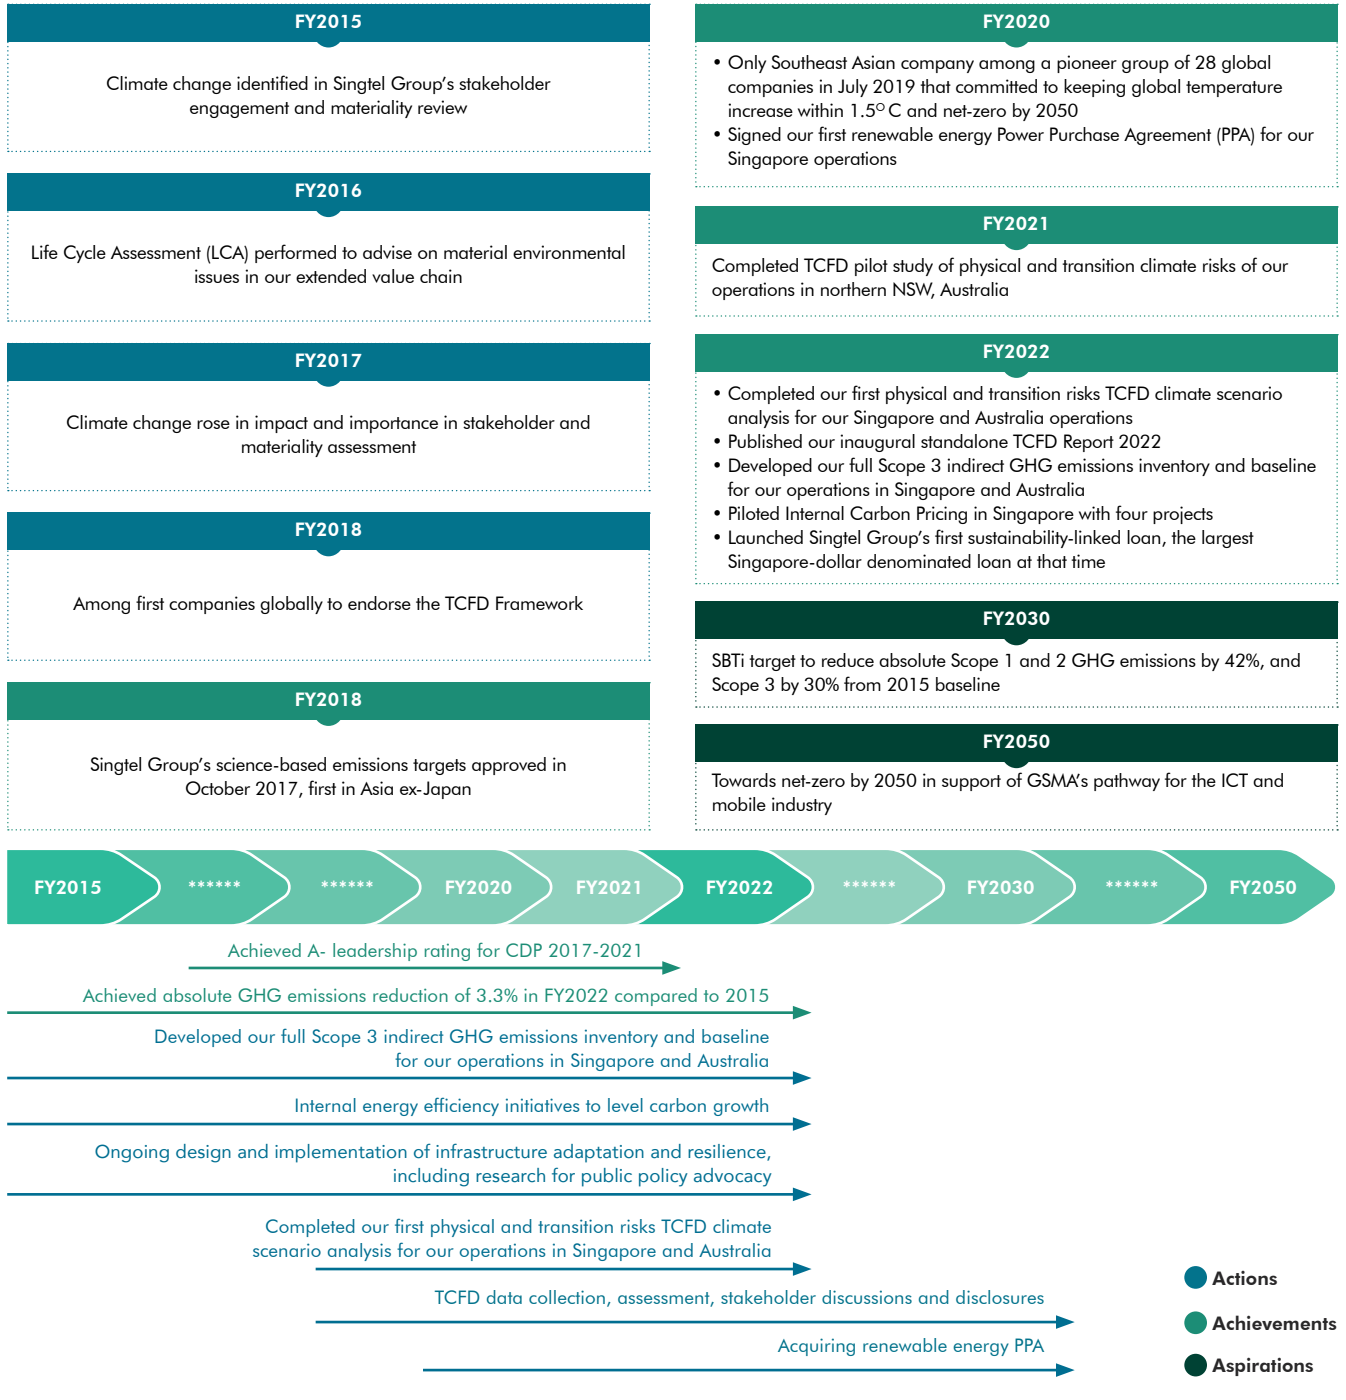 FY2015
Climate change identified in Singtel Group's stakeholder
engagement and materiality review
FY2016
Life Cycle Assessment (LCA) performed to advise on material environmental
issues in our extended value chain
FY2017
Climate change rose in impact and importance in stakeholder and
materiality assessment
FY2018
Among first companies globally to endorse the TCFD Framework
FY2018
Singtel Group's science-based emissions targets approved in
October 2017, first in Asia ex-Japan
FY2020
• Only Southeast Asian company among a pioneer group of 28 global
companies in July 2019 that committed to keeping global temperature
increase within 1.5° C and net-zero by 2050
• Signed our first renewable energy Power Purchase Agreement (PPA) for our
Singapore operations
FY2021
Completed TCFD pilot study of physical and transition climate risks of our
operations in northern NSW, Australia
FY2022
• Completed our first physical and transition risks TCFD climate scenario
analysis for our Singapore and Australia operations
• Published our inaugural standalone TCFD Report 2022
• Developed our full Scope 3 indirect GHG emissions inventory and baseline
for our operations in Singapore and Australia
• Piloted Internal Carbon Pricing in Singapore with four projects
• Launched Singtel Group's first sustainability-linked loan, the largest
Singapore-dollar denominated loan at that time
FY2030
SBTi target to reduce absolute Scope 1 and 2 GHG emissions by 42%, and
Scope 3 by 30% from 2015 baseline
FY2050
Towards net-zero by 2050 in support of GSMA's pathway for the ICT and
mobile industry
FY2015 ****** ****** FY2020 FY2021 FY2022 ****** FY2030 ****** FY2050
Achieved A- leadership rating for CDP 2017-2021
Achieved absolute GHG emissions reduction of 3.3% in FY2022 compared to 2015
Developed our full Scope 3 indirect GHG emissions inventory and baseline
for our operations in Singapore and Australia
Internal energy efficiency initiatives to level carbon growth
Ongoing design and implementation of infrastructure adaptation and resilience,
including research for public policy advocacy
Completed our first physical and transition risks TCFD climate
scenario analysis for our operations in Singapore and Australia
TCFD data collection, assessment, stakeholder discussions and disclosures
Acquiring renewable energy PPA
Actions
Achievements
Aspirations